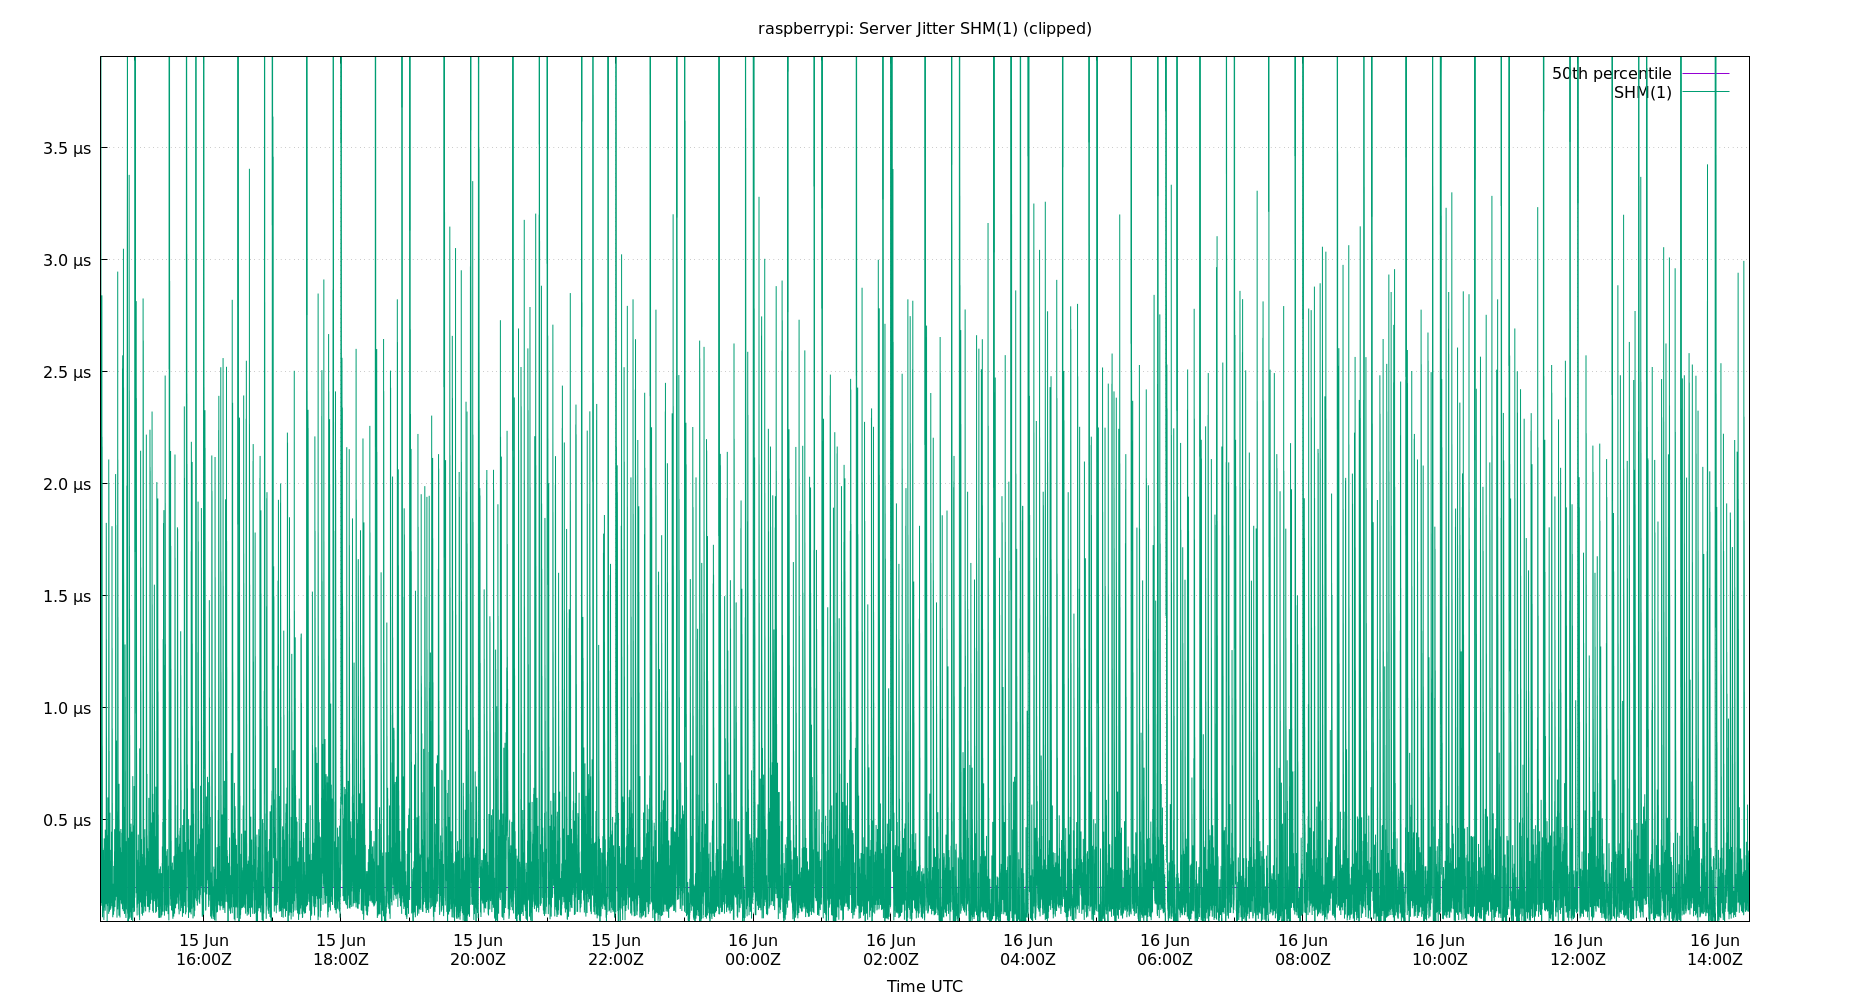 raspberrypi: Server Jitter SHM(1) (clipped)
50th percentile
SHM(1)
3.5 µs
3.0 µs
2.5 µs
2.0 µs
1.5 µs
1.0 µs
0.5 µs
15 Jun 15 Jun 15 Jun 15 Jun 16 Jun 16 Jun 16 Jun 16 Jun 16 Jun 16 Jun 16 Jun 16 Jun
16:00Z 18:00Z 20:00Z 22:00Z 00:00Z 02:00Z 04:00Z 06:00Z 08:00Z 10:00Z 12:00Z 14:00Z
Time UTC